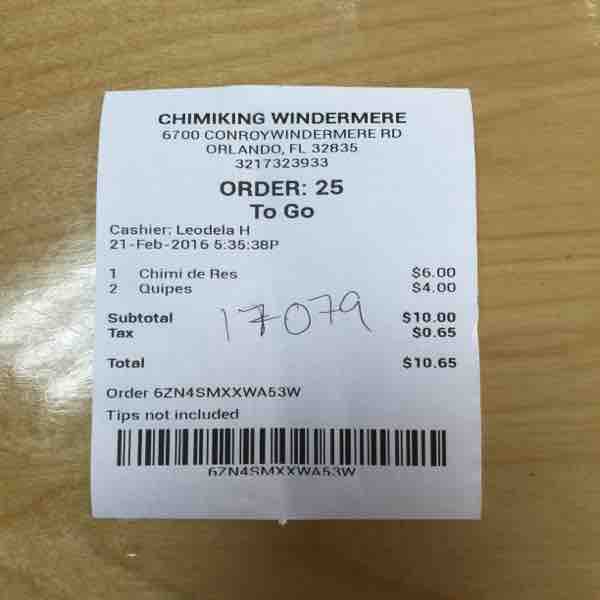 CHIMIKING WINDERMERE
6700 CONROYWINDERMERE RD
ORLANDO, FL 32835
3217323933
ORDER: 25
To Go
Cashier: Leodela H
21-Feb-2016 5:35:38P
1 Chimi de Res $6.00
2 Quipes $4.00
Subtotal $10.00
Tax $0.65
17079
Total $10.65
Order 6ZN4SMXXWA53W
Tips not included
6ZN4SMXXWA53W